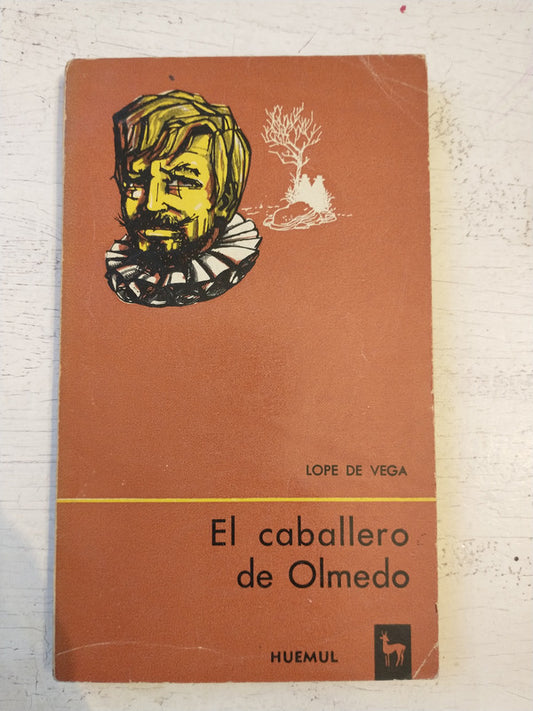 LOPE DE VEGA
El caballero
de Olmedo
HUEMUL